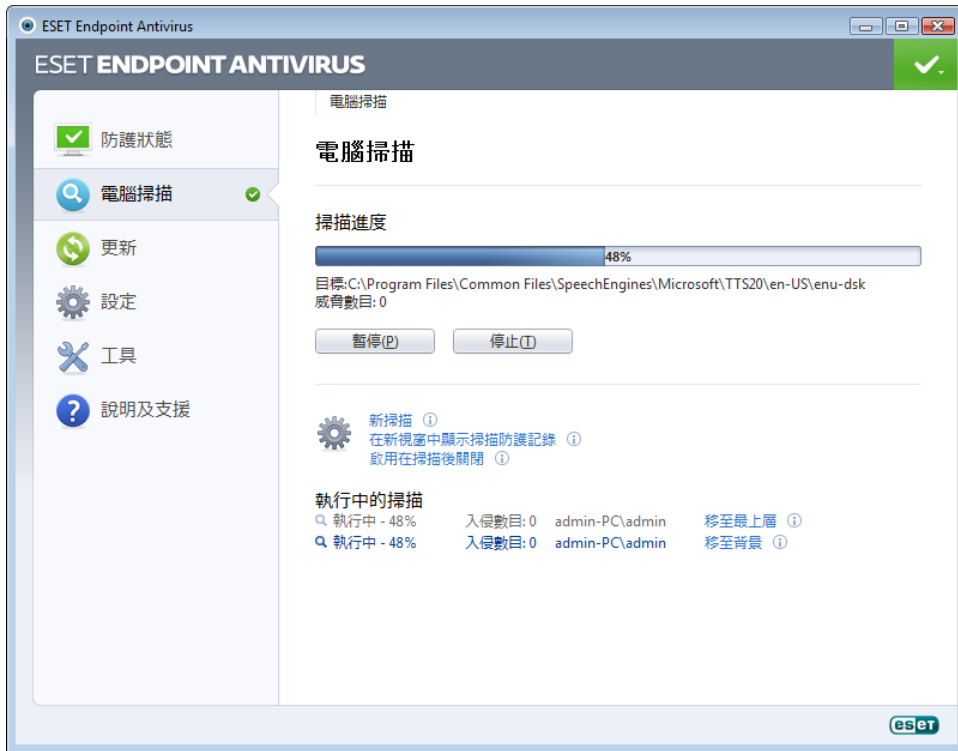 ESET Endpoint Antivirus
ESET ENDPOINT ANTIVIRUS
防護狀態
電腦掃描
更新
設定
工具
說明及支援
電腦掃描
電腦掃描
掃描進度
48%
目標:C:\Program Files\Common Files\SpeechEngines\Microsoft\TTS20\en-US\enu-dsk
威脅數目: 0
暫停(P) 停止(T)
新掃描
在新視窗中顯示掃描防護記錄
啟用在掃描後關閉
執行中的掃描
執行中 - 48% 入侵數目: 0 admin-PC\admin 移至最上層
執行中 - 48% 入侵數目: 0 admin-PC\admin 移至背景
eset